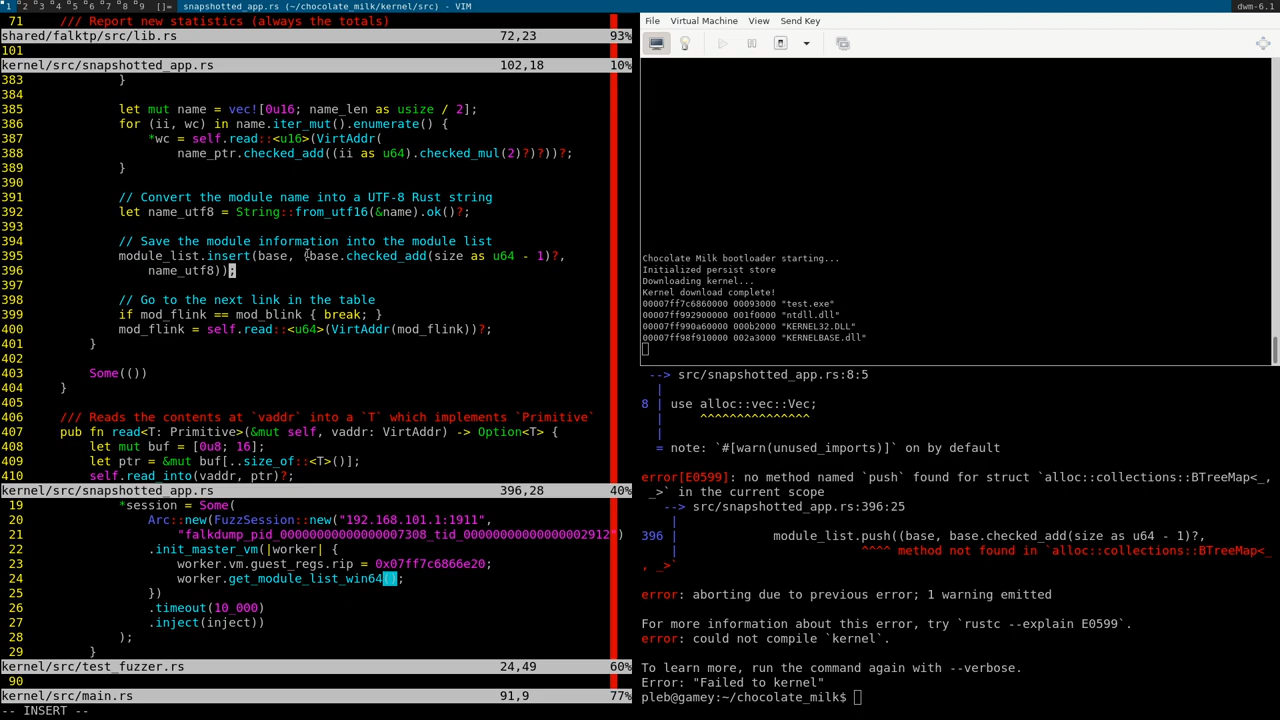 1 2 3 4 5 6 7 8 9 []= snapshotted_app.rs (~/chocolate_milk/kernel/src) - VIM dwm-6.1
71     /// Report new statistics (always the totals)
shared/falktp/src/lib.rs 72,23 93%
101
kernel/src/snapshotted_app.rs 102,18 10%
383             }
384
385             let mut name = vec![0u16; name_len as usize / 2];
386             for (ii, wc) in name.iter_mut().enumerate() {
387                 *wc = self.read::<u16>(VirtAddr(
388                     name_ptr.checked_add((ii as u64).checked_mul(2)?)?))?;
389             }
390
391             // Convert the module name into a UTF-8 Rust string
392             let name_utf8 = String::from_utf16(&name).ok()?;
393
394             // Save the module information into the module list
395             module_list.insert(base, (base.checked_add(size as u64 - 1)?,
396                 name_utf8));
397
398             // Go to the next link in the table
399             if mod_flink == mod_blink { break; }
400             mod_flink = self.read::<u64>(VirtAddr(mod_flink))?;
401         }
402
403         Some(())
404     }
405
406     /// Reads the contents at `vaddr` into a `T` which implements `Primitive`
407     pub fn read<T: Primitive>(&mut self, vaddr: VirtAddr) -> Option<T> {
408         let mut buf = [0u8; 16];
409         let ptr = &mut buf[..size_of::<T>()];
410         self.read_into(vaddr, ptr)?;
kernel/src/snapshotted_app.rs 396,28 40%
19             *session = Some(
20                 Arc::new(FuzzSession::new("192.168.101.1:1911",
21                     "falkdump_pid_00000000000000007308_tid_00000000000000002912")
22                 .init_master_vm(|worker| {
23                     worker.vm.guest_regs.rip = 0x07ff7c6866e20;
24                     worker.get_module_list_win64();
25                 })
26                 .timeout(10_000)
27                 .inject(inject))
28             );
29         }
kernel/src/test_fuzzer.rs 24,49 60%
90
kernel/src/main.rs 91,9 77%
-- INSERT --
File Virtual Machine View Send Key
Chocolate Milk bootloader starting...
Initialized persist store
Downloading kernel...
Kernel download complete!
00007ff7c6860000 00093000 "test.exe"
00007ff992900000 001f0000 "ntdll.dll"
00007ff990a60000 000b2000 "KERNEL32.DLL"
00007ff98f910000 002a3000 "KERNELBASE.dll"
 --> src/snapshotted_app.rs:8:5
  |
8 | use alloc::vec::Vec;
  |     ^^^^^^^^^^^^^^^
  |
  = note: `#[warn(unused_imports)]` on by default
error[E0599]: no method named `push` found for struct `alloc::collections::BTreeMap<_,
 _>` in the current scope
  --> src/snapshotted_app.rs:396:25
  |
396 |             module_list.push((base, base.checked_add(size as u64 - 1)?,
  |                         ^^^^ method not found in `alloc::collections::BTreeMap<_
, _>`
error: aborting due to previous error; 1 warning emitted
For more information about this error, try `rustc --explain E0599`.
error: could not compile `kernel`.
To learn more, run the command again with --verbose.
Error: "Failed to kernel"
pleb@gamey:~/chocolate_milk$